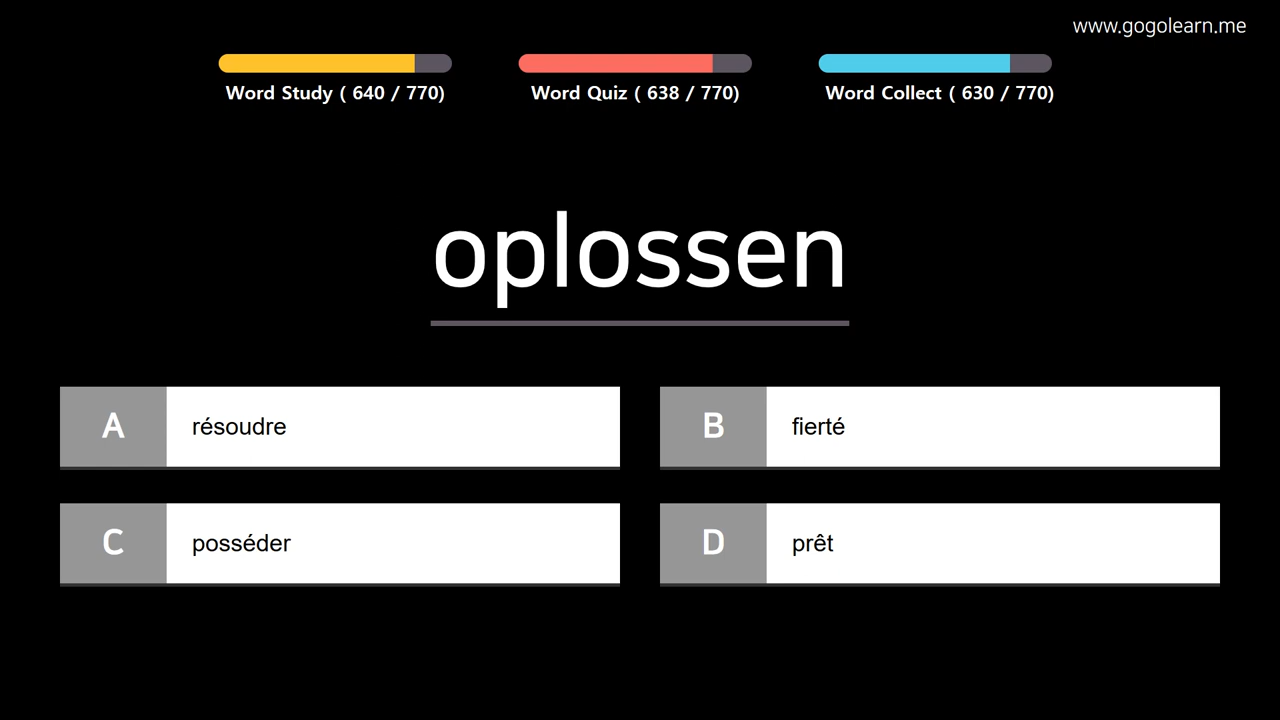 www.gogolearn.me
Word Study ( 640 / 770)
Word Quiz ( 638 / 770)
Word Collect ( 630 / 770)
oplossen
A résoudre
B fierté
C posséder
D prêt